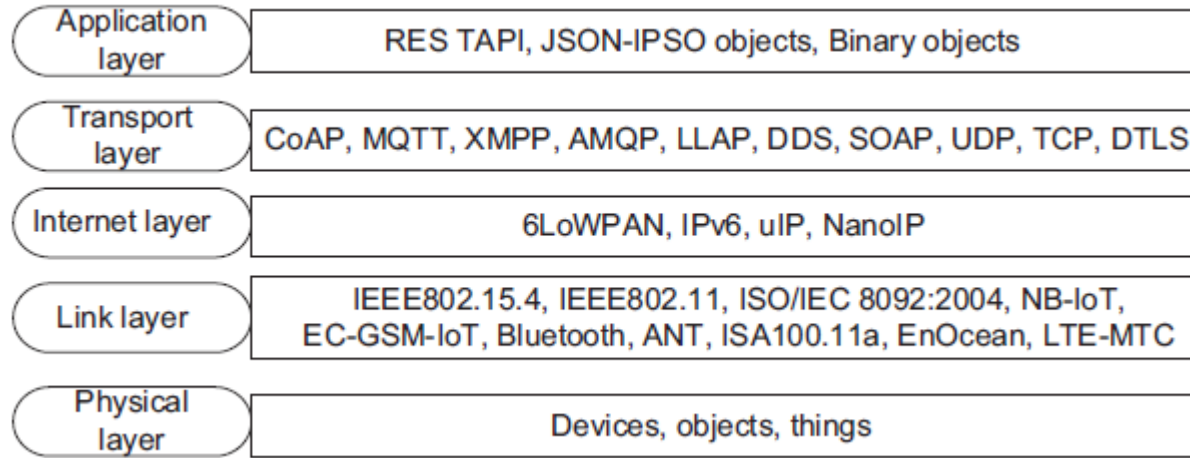 Application
layer
RES TAPI, JSON-IPSO objects, Binary objects
Transport
layer
CoAP, MQTT, XMPP, AMQP, LLAP, DDS, SOAP, UDP, TCP, DTLS
Internet layer
6LoWPAN, IPv6, uIP, NanoIP
Link layer
IEEE802.15.4, IEEE802.11, ISO/IEC 8092:2004, NB-IoT,
EC-GSM-IoT, Bluetooth, ANT, ISA100.11a, EnOcean, LTE-MTC
Physical
layer
Devices, objects, things